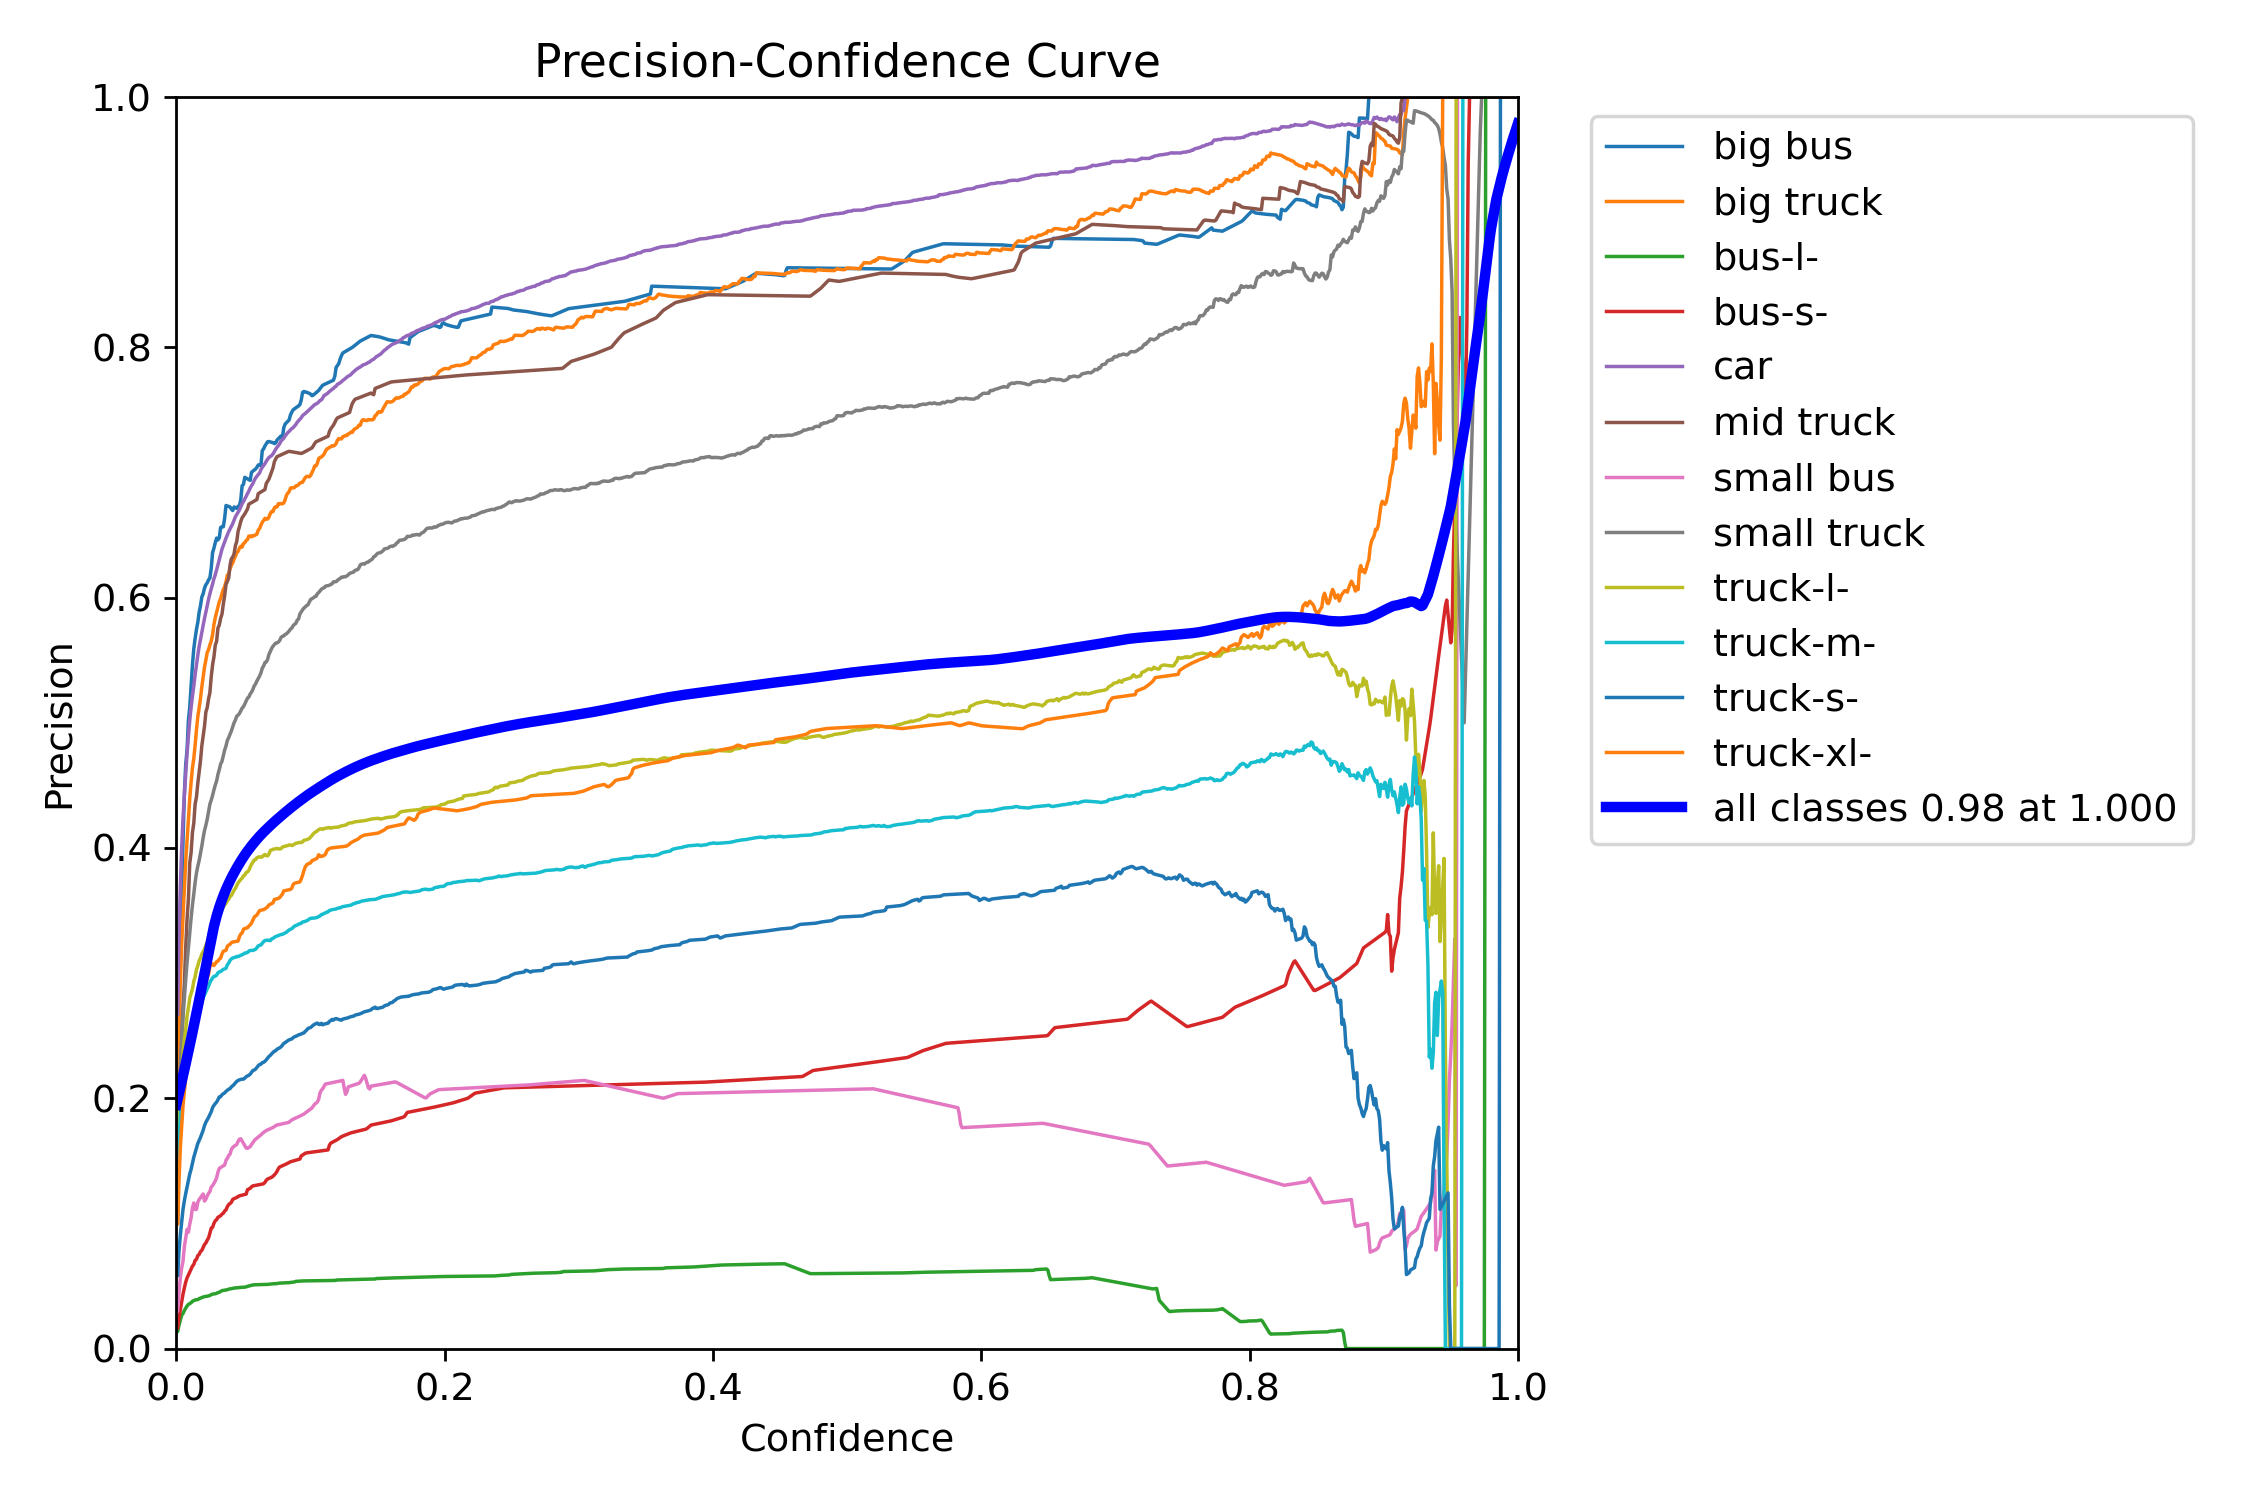 Precision-Confidence Curve
1.0
0.8
0.6
0.4
0.2
0.0
Precision
0.0 0.2 0.4 0.6 0.8 1.0
Confidence
big bus
big truck
bus-l-
bus-s-
car
mid truck
small bus
small truck
truck-l-
truck-m-
truck-s-
truck-xl-
all classes 0.98 at 1.000